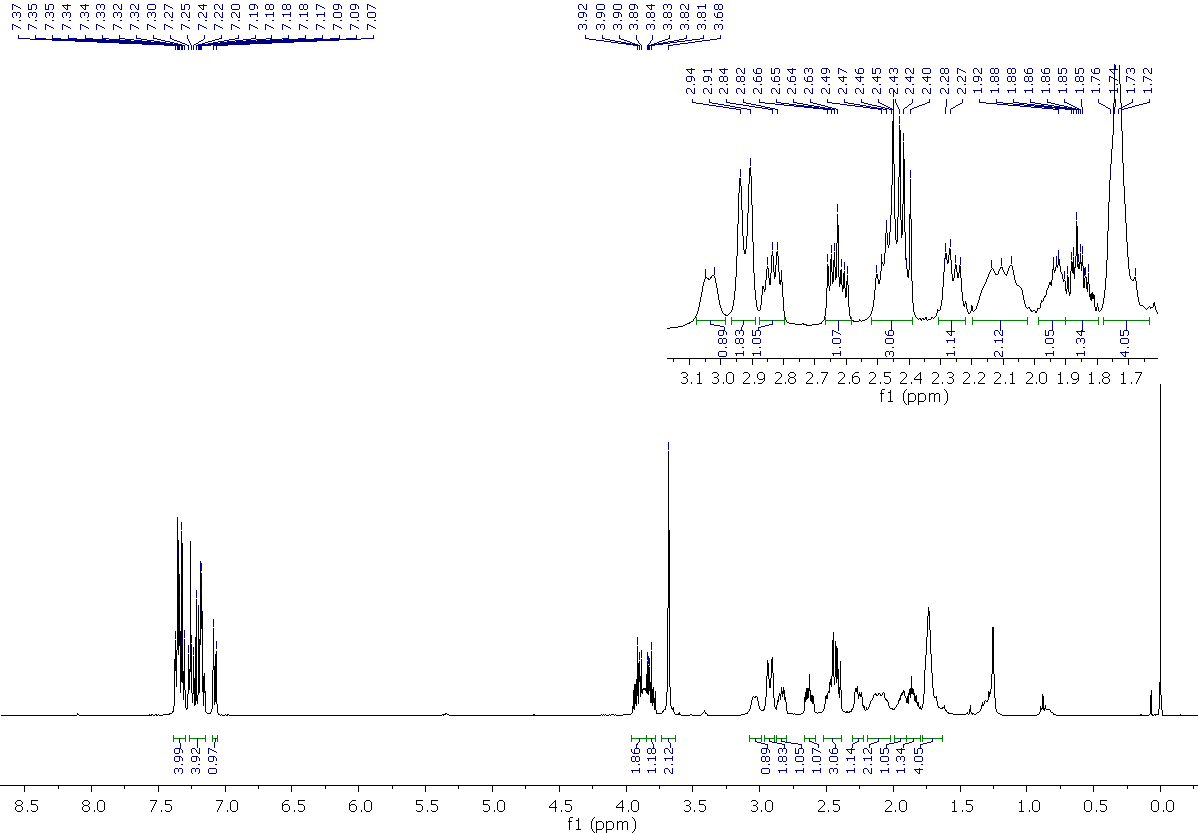 7.37 7.35 7.35 7.34 7.34 7.33 7.32 7.32 7.30 7.27 7.25 7.24 7.22 7.20 7.19 7.18 7.18 7.18 7.17 7.09 7.09 7.07
3.92 3.90 3.90 3.89 3.84 3.83 3.82 3.81 3.68
2.94 2.91 2.84 2.82 2.66 2.65 2.64 2.63 2.49 2.47 2.46 2.45 2.43 2.42 2.40 2.28 2.27 1.92 1.88 1.88 1.86 1.86 1.85 1.85 1.76 1.74 1.73 1.72
0.89 1.83 1.05 1.07 3.06 1.14 2.12 1.05 1.34 4.05
3.1 3.0 2.9 2.8 2.7 2.6 2.5 2.4 2.3 2.2 2.1 2.0 1.9 1.8 1.7
f1 (ppm)
3.99 3.92 0.97 1.86 1.18 2.12 0.89 1.83 1.05 1.07 3.06 1.14 2.12 1.05 1.34 4.05
8.5 8.0 7.5 7.0 6.5 6.0 5.5 5.0 4.5 4.0 3.5 3.0 2.5 2.0 1.5 1.0 0.5 0.0
f1 (ppm)